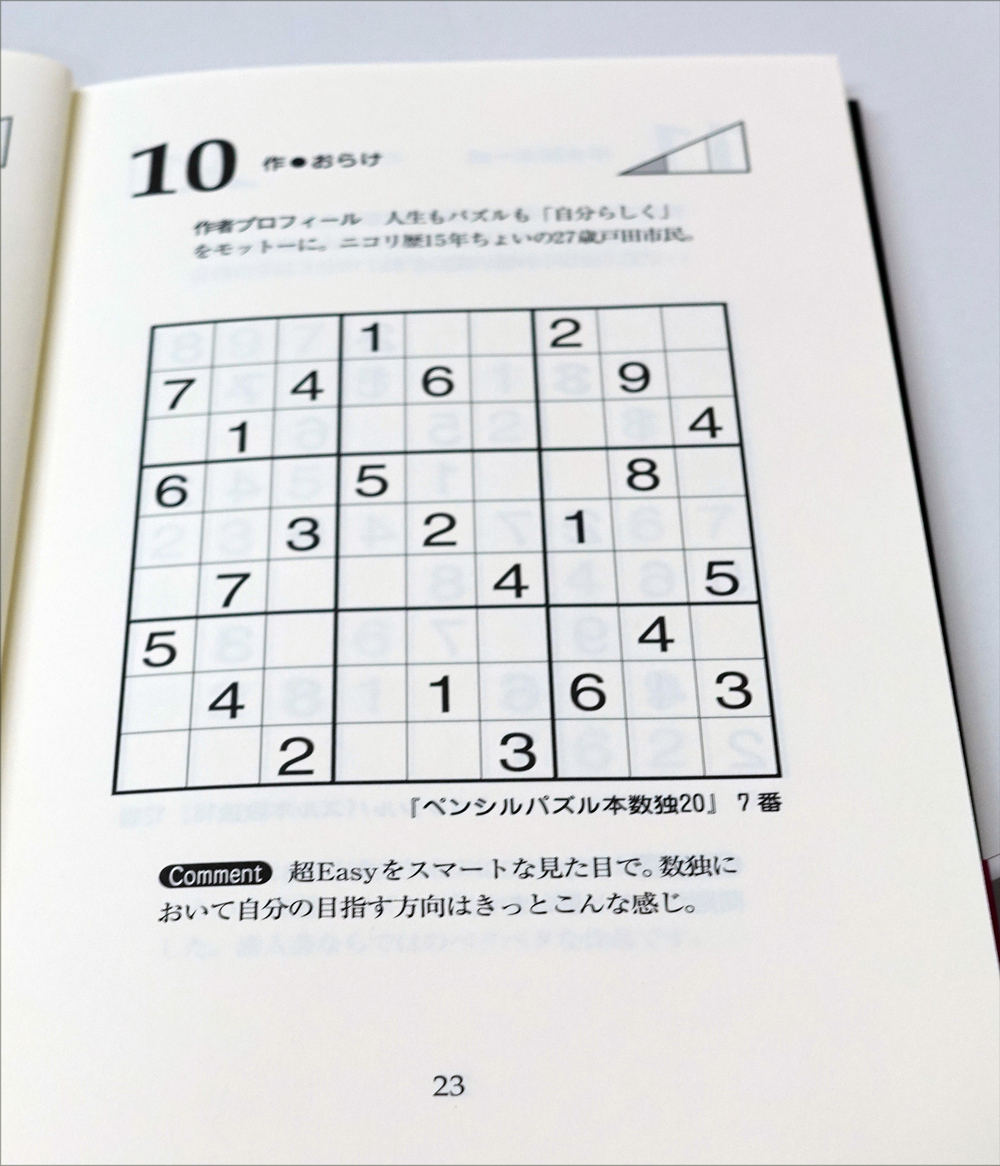 10 作●おらけ
作者プロフィール 人生もパズルも「自分らしく」
をモットーに。ニコリ歴15年ちょいの27歳戸田市民。
1 2
7 4 6 9
1 4
6 5 8
3 2 1
7 4 5
5 4
4 1 6 3
2 3
『ペンシルパズル本数独20』 7番
Comment 超Easyをスマートな見た目で。数独に
おいて自分の目指す方向はきっとこんな感じ。
23